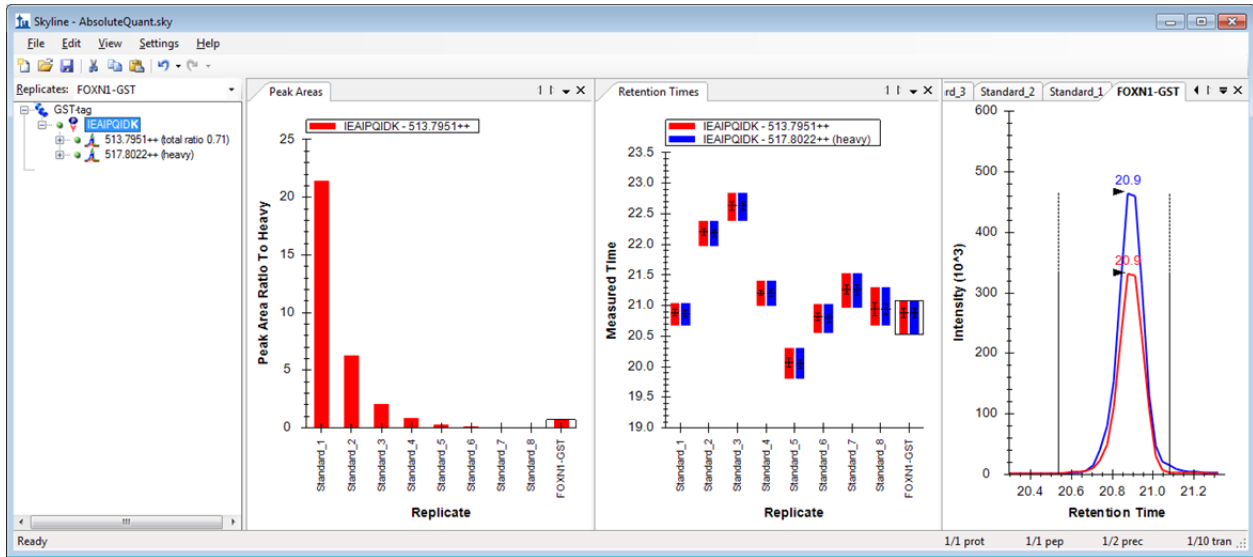 Skyline - AbsoluteQuant.sky
File Edit View Settings Help
Replicates: FOXN1-GST
GST-tag
IEAIPQIDK
513.7951++ (total ratio 0.71)
517.8022++ (heavy)
Peak Areas
IEAIPQIDK - 513.7951++
25
20
15
10
5
0
Peak Area Ratio To Heavy
Standard_1
Standard_2
Standard_3
Standard_4
Standard_5
Standard_6
Standard_7
Standard_8
FOXN1-GST
Replicate
Retention Times
IEAIPQIDK - 513.7951++
IEAIPQIDK - 517.8022++ (heavy)
23.5
23.0
22.5
22.0
21.5
21.0
20.5
20.0
19.5
19.0
Measured Time
Standard_1
Standard_2
Standard_3
Standard_4
Standard_5
Standard_6
Standard_7
Standard_8
FOXN1-GST
Replicate
rd_3 Standard_2 Standard_1 FOXN1-GST
600
500
400
300
200
100
0
Intensity (10^3)
20.9
20.9
20.4 20.6 20.8 21.0 21.2
Retention Time
Ready 1/1 prot 1/1 pep 1/2 prec 1/10 tran